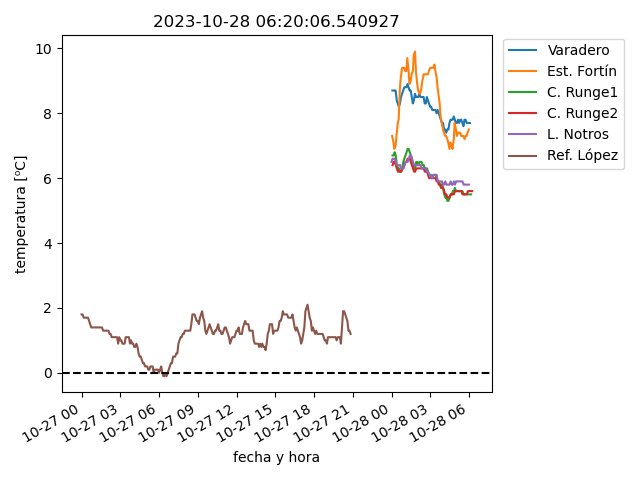 2023-10-28 06:20:06.540927
10
8
6
4
2
0
temperatura [ºC]
10-27 00
10-27 03
10-27 06
10-27 09
10-27 12
10-27 15
10-27 18
10-27 21
10-28 00
10-28 03
10-28 06
fecha y hora
Varadero
Est. Fortín
C. Runge1
C. Runge2
L. Notros
Ref. López